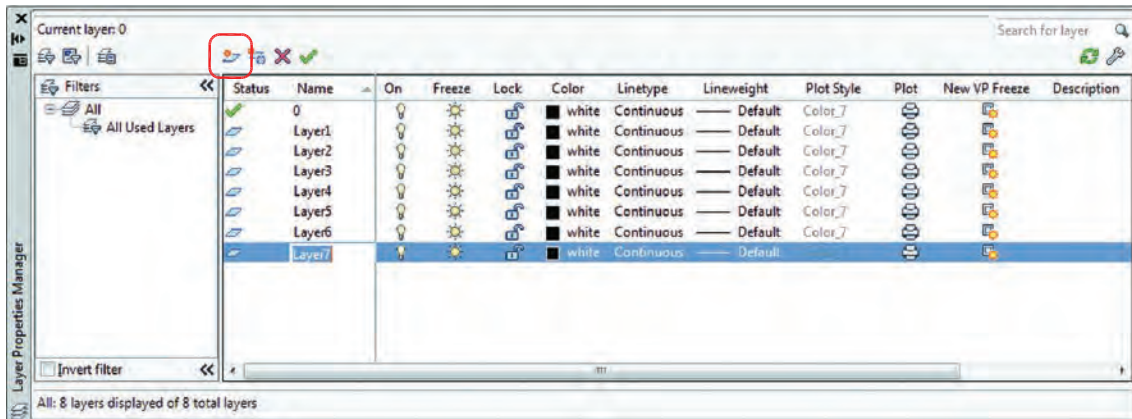 Current layer: 0
Search for layer
Filters
All
All Used Layers
Status Name On Freeze Lock Color Linetype Lineweight Plot Style Plot New VP Freeze Description
0 white Continuous Default Color_7
Layer1 white Continuous Default Color_7
Layer2 white Continuous Default Color_7
Layer3 white Continuous Default Color_7
Layer4 white Continuous Default Color_7
Layer5 white Continuous Default Color_7
Layer6 white Continuous Default Color_7
Layer7 white Continuous Default
Invert filter
All: 8 layers displayed of 8 total layers
Layer Properties Manager